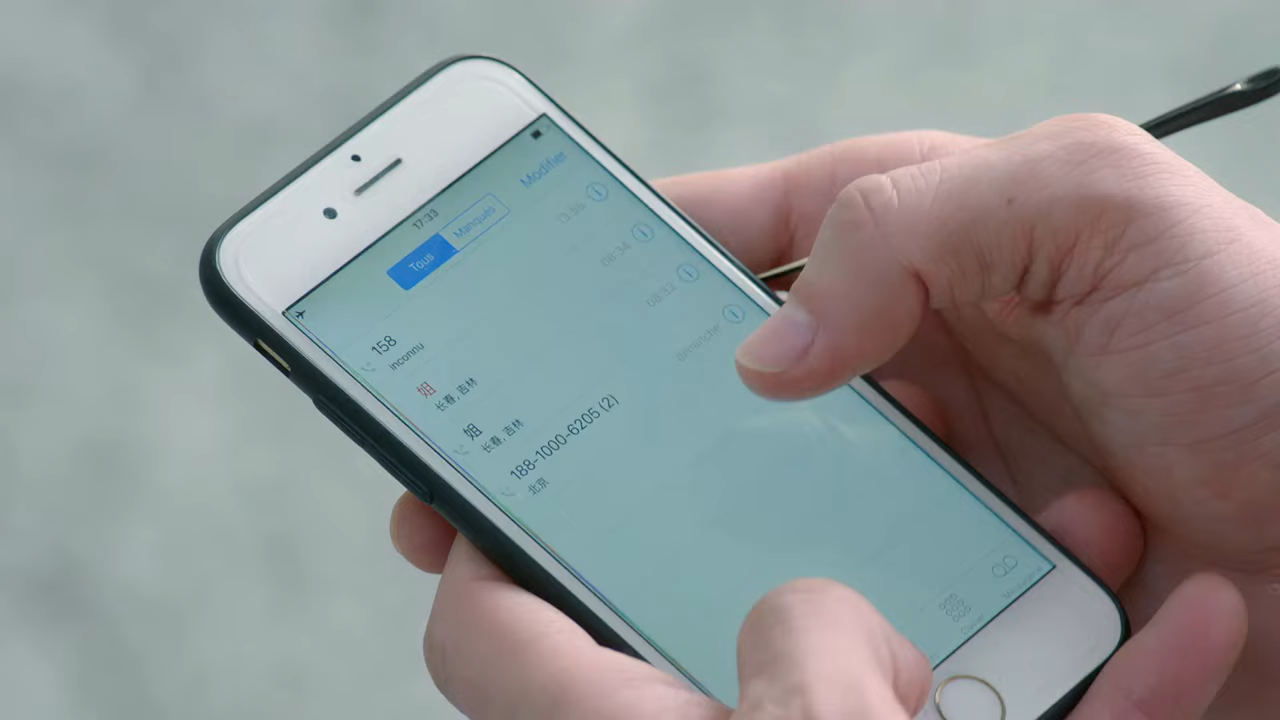 17:33
Tous Manqués Modifier
158 13:36
inconnu
姐 08:34
长春, 吉林
姐 08:32
长春, 吉林
188-1000-6205 (2) dimanche
北京